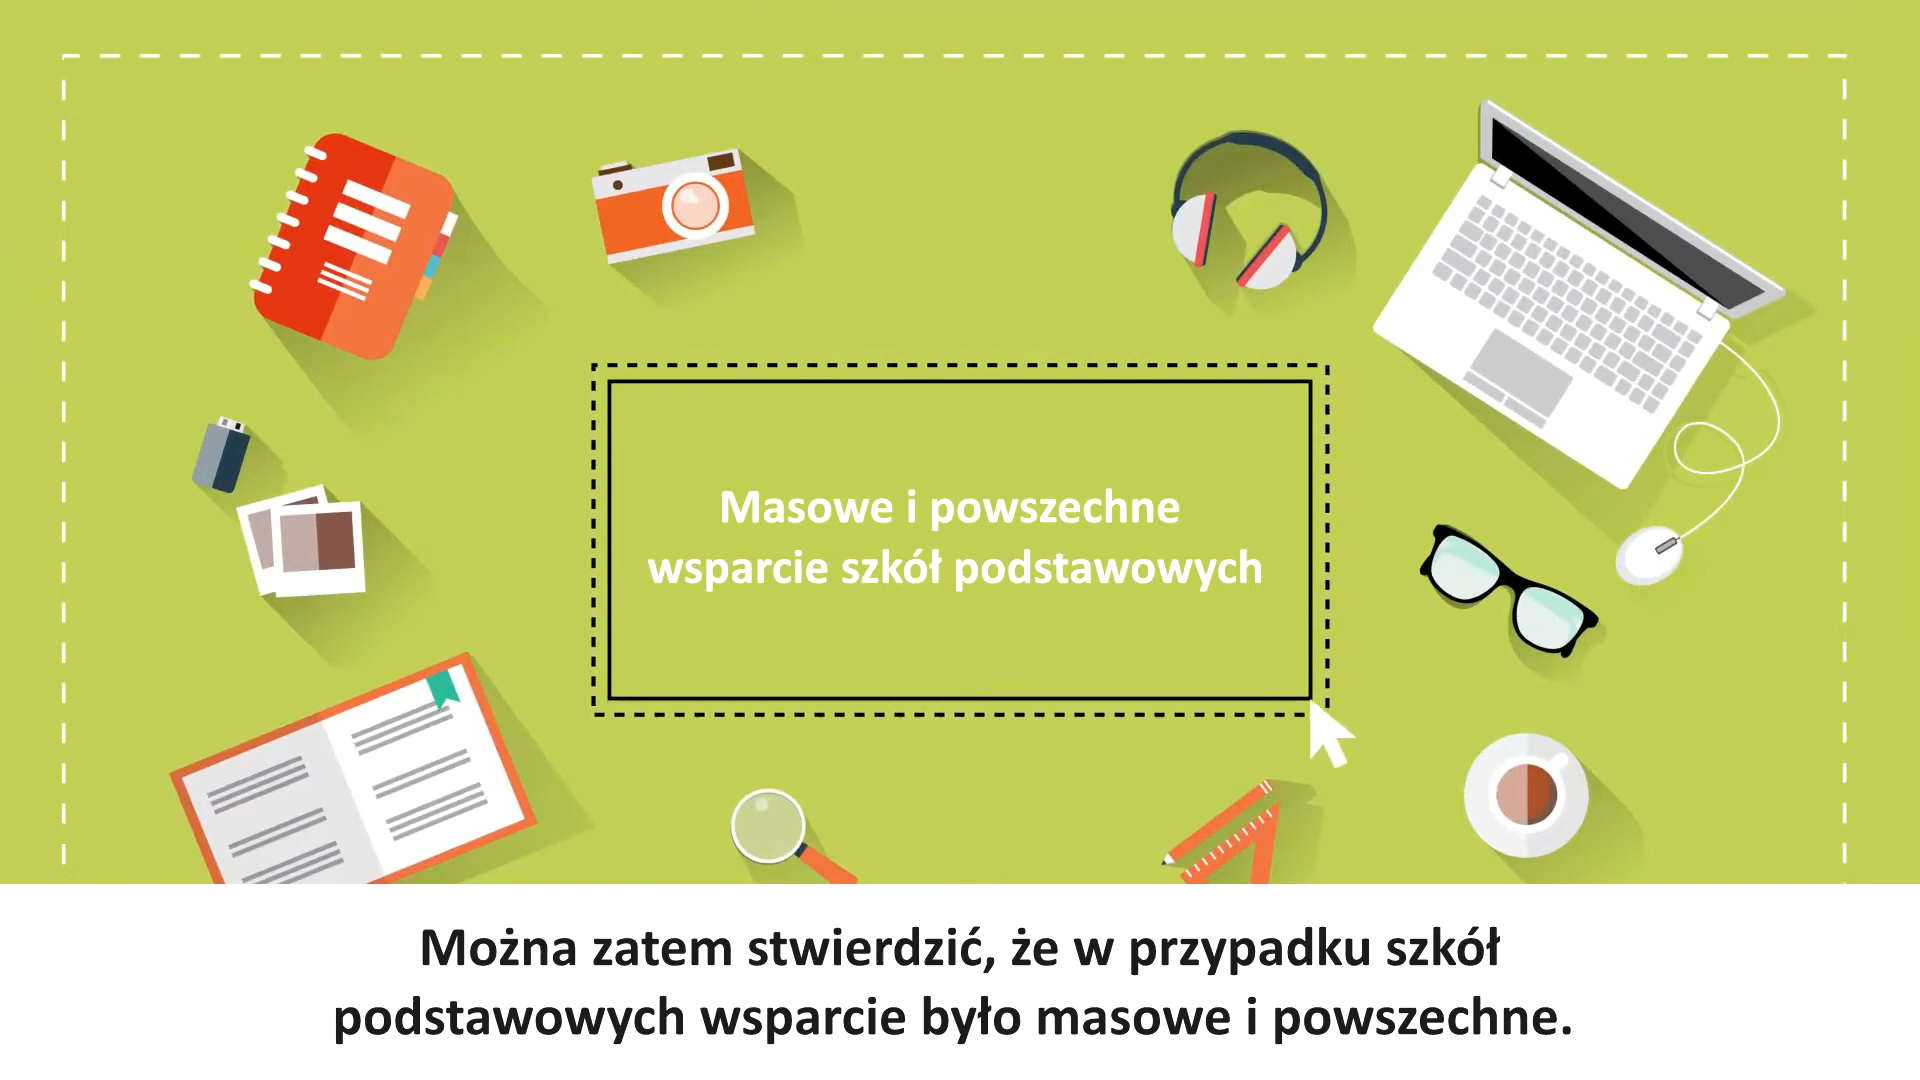 Masowe i powszechne
wsparcie szkół podstawowych
Można zatem stwierdzić, że w przypadku szkół
podstawowych wsparcie było masowe i powszechne.